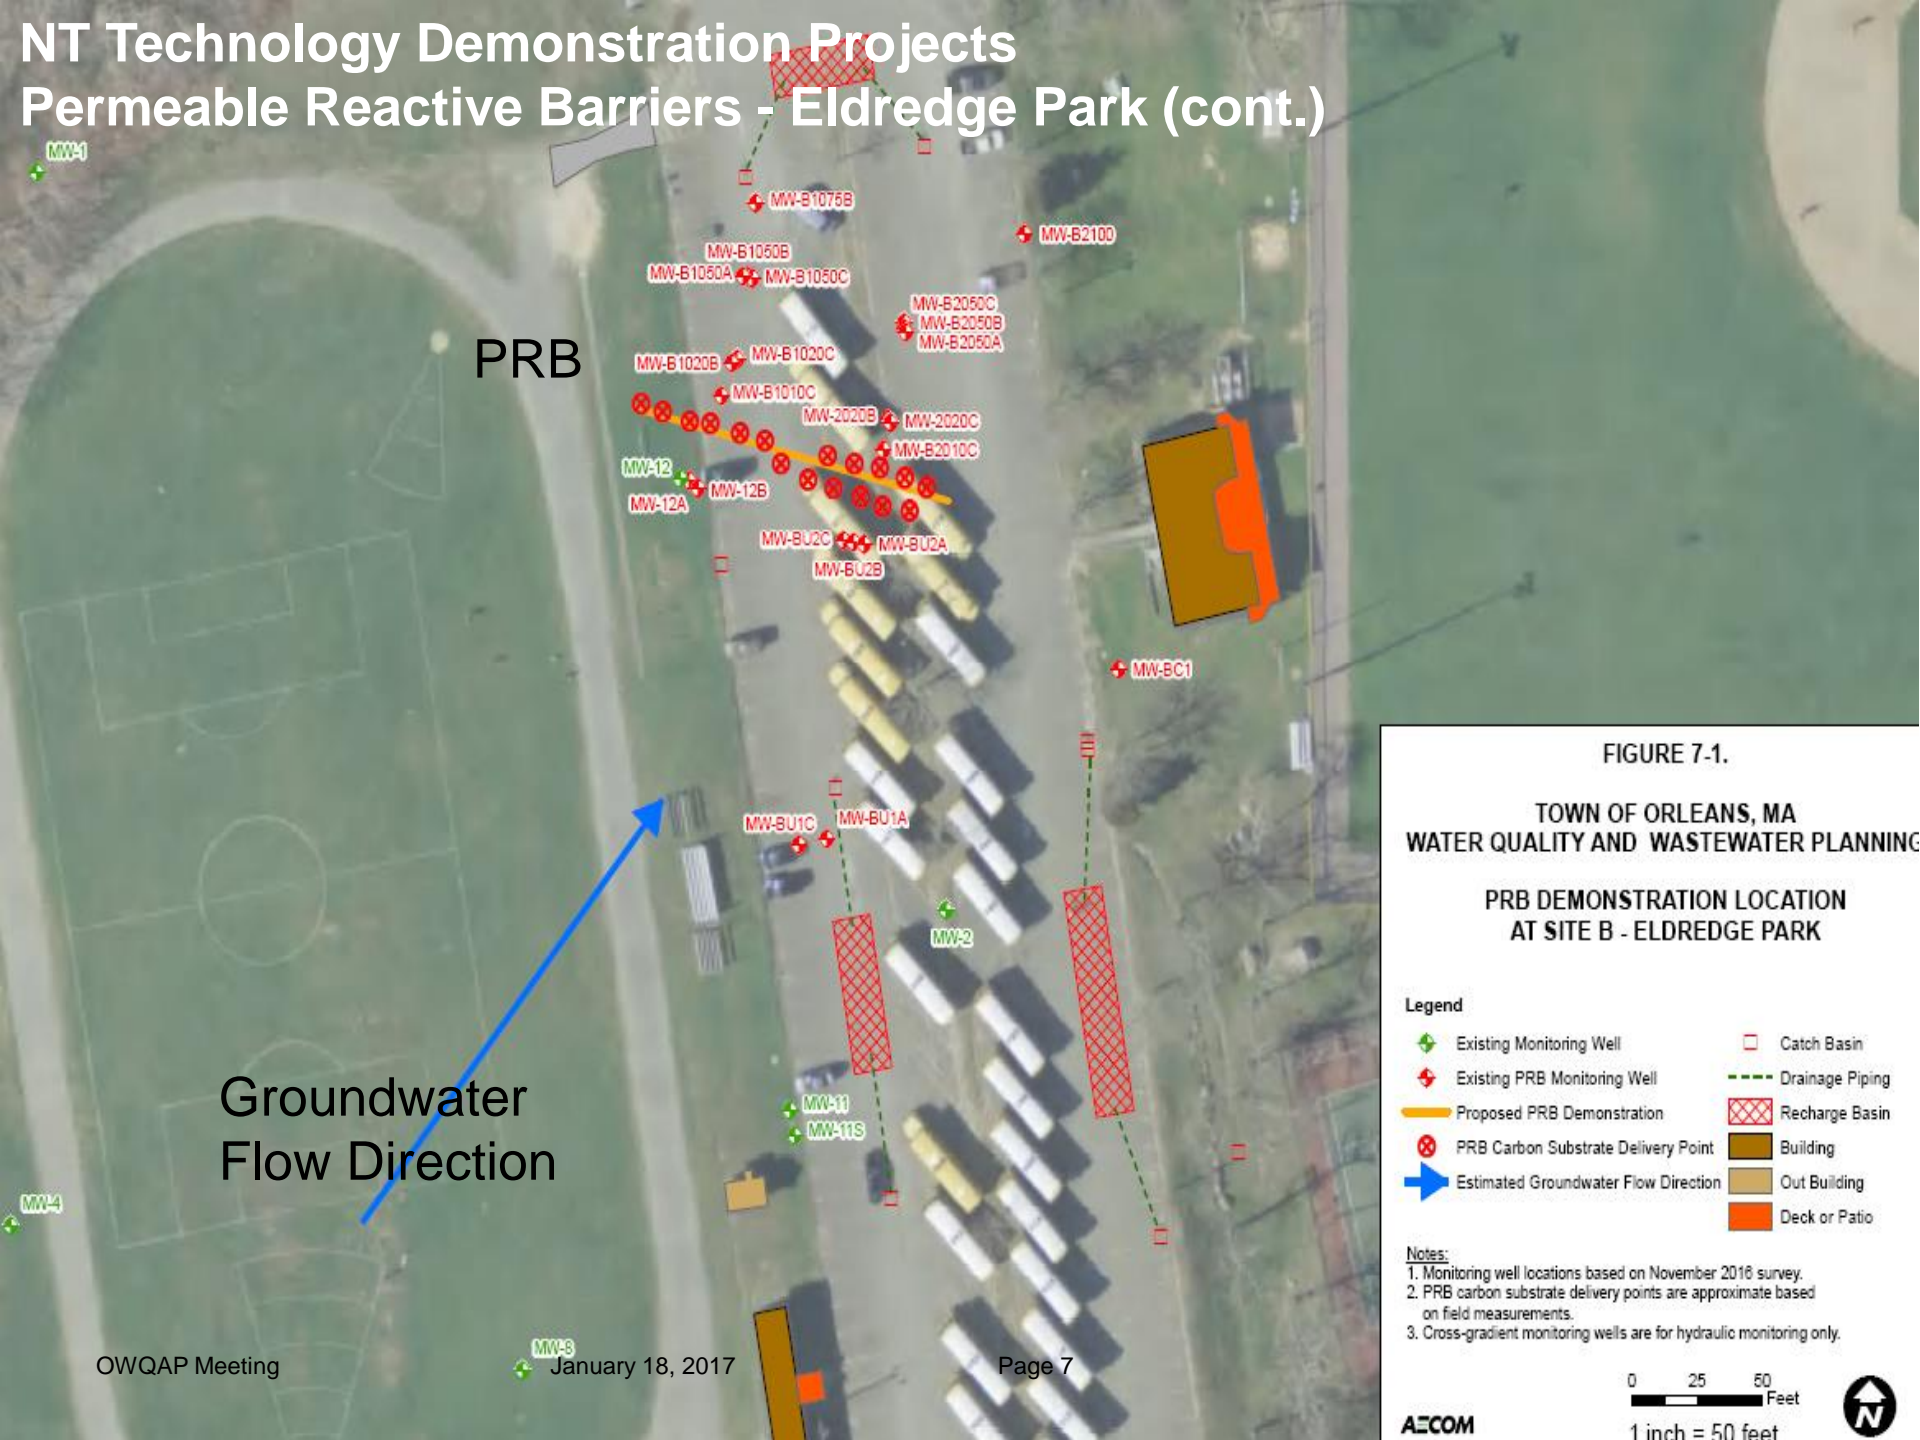 NT Technology Demonstration Projects
Permeable Reactive Barriers - Eldredge Park (cont.)
MW-1
MW-B1075B
MW-B2100
MW-B1050B
MW-B1050A
MW-B1050C
MW-B2050C
MW-B2050B
MW-B2050A
PRB
MW-B1020B
MW-B1020C
MW-B1010C
MW-2020B
MW-2020C
MW-B2010C
MW-12
MW-12A
MW-12B
MW-BU2C
MW-BU2A
MW-BU2B
MW-BC1
MW-BU1C
MW-BU1A
MW-2
Groundwater
Flow Direction
MW-11
MW-11S
MW-4
MW-8
FIGURE 7-1.
TOWN OF ORLEANS, MA
WATER QUALITY AND WASTEWATER PLANNING
PRB DEMONSTRATION LOCATION
AT SITE B - ELDREDGE PARK
Legend
Existing Monitoring Well
Existing PRB Monitoring Well
Proposed PRB Demonstration
PRB Carbon Substrate Delivery Point
Estimated Groundwater Flow Direction
Catch Basin
Drainage Piping
Recharge Basin
Building
Out Building
Deck or Patio
Notes:
1. Monitoring well locations based on November 2016 survey.
2. PRB carbon substrate delivery points are approximate based
on field measurements.
3. Cross-gradient monitoring wells are for hydraulic monitoring only.
0 25 50
Feet
1 inch = 50 feet
AECOM
N
OWQAP Meeting
January 18, 2017
Page 7